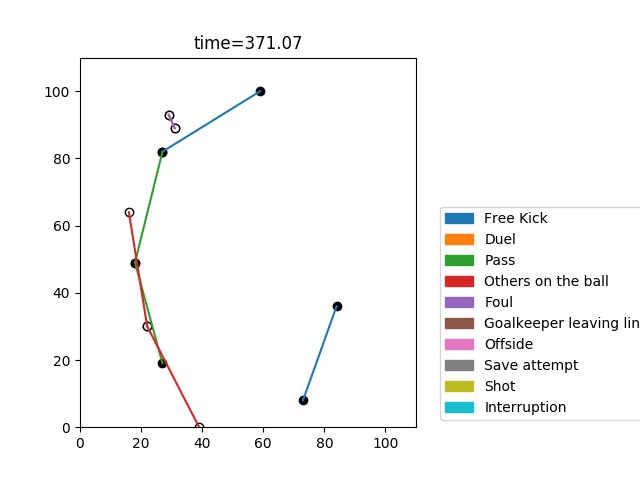 time=371.07
100
80
60
40
20
0
0 20 40 60 80 100
Free Kick
Duel
Pass
Others on the ball
Foul
Goalkeeper leaving lin
Offside
Save attempt
Shot
Interruption